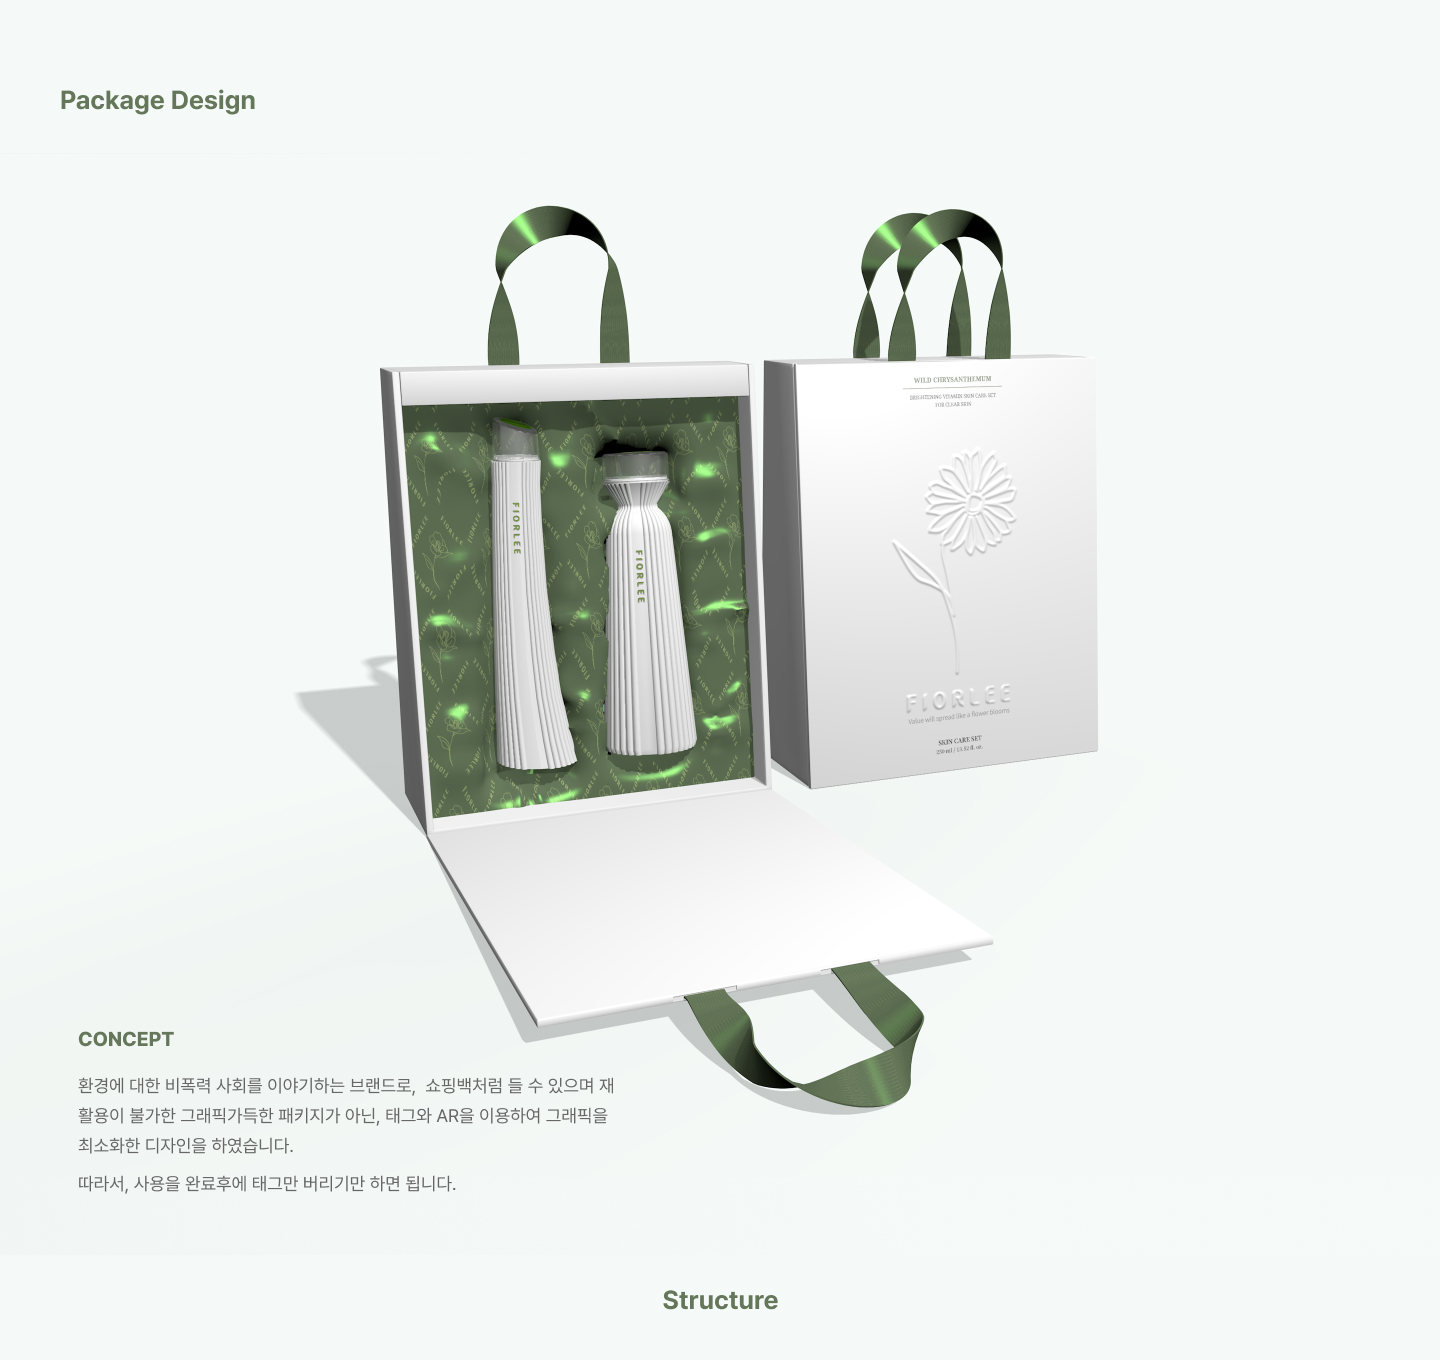 Package Design
WILD CHRYSANTHEMUM
BRIGHTENING VITAMIN SKIN CARE SET
FOR CLEAR SKIN
FIORLEE
FIORLEE
FIORLEE
Value will spread like a flower blooms
SKIN CARE SET
250 ml /
CONCEPT
환경에 대한 비폭력 사회를 이야기하는 브랜드로, 쇼핑백처럼 들 수 있으며 재
활용이 불가한 그래픽가득한 패키지가 아닌, 태그와 AR을 이용하여 그래픽을
최소화한 디자인을 하였습니다.
따라서, 사용을 완료후에 태그만 버리기만 하면 됩니다.
Structure